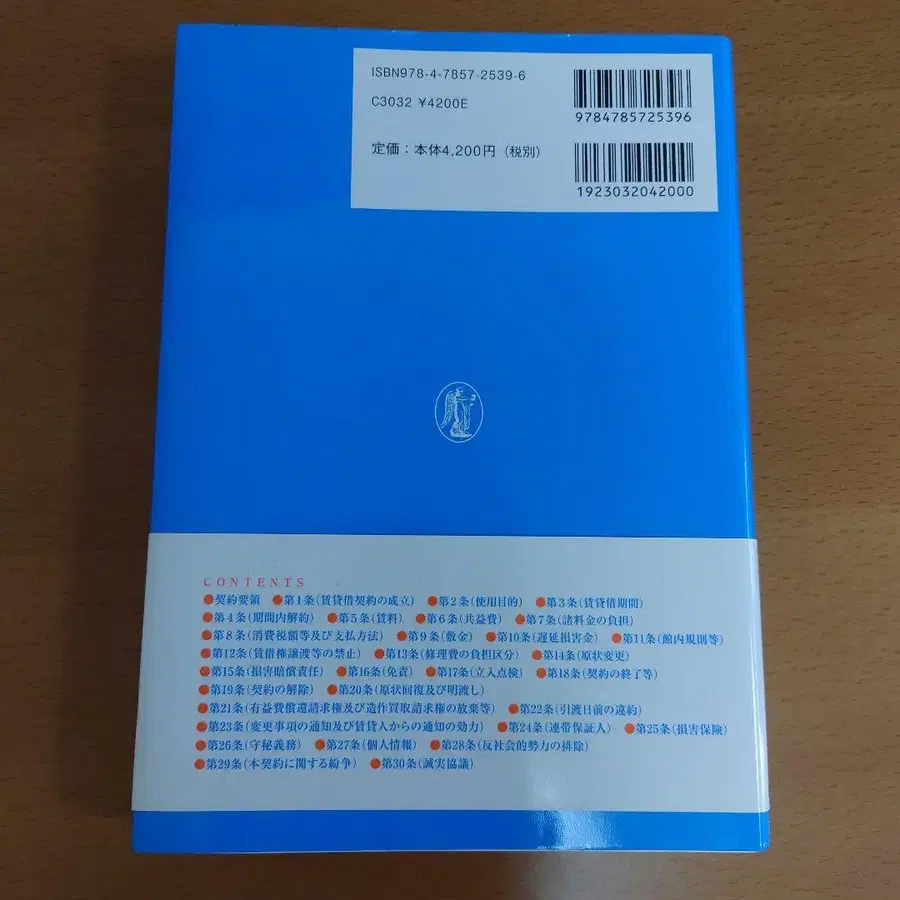 ISBN978-4-7857-2539-6
C3032 ¥4200E
定価：本体4,200円（税別）
9784785725396
1923032042000
CONTENTS
●契約要領 ●第1条(賃貸借契約の成立) ●第2条(使用目的) ●第3条(賃貸借期間)
●第4条(期間内解約) ●第5条(賃料) ●第6条(共益費) ●第7条(諸料金の負担)
●第8条(消費税額等及び支払方法) ●第9条(敷金) ●第10条(遅延損害金) ●第11条(館内規則等)
●第12条(賃借権譲渡等の禁止) ●第13条(修理費の負担区分) ●第14条(原状変更)
●第15条(損害賠償責任) ●第16条(免責) ●第17条(立入点検) ●第18条(契約の終了等)
●第19条(契約の解除) ●第20条(原状回復及び明渡し)
●第21条(有益費償還請求権及び造作買取請求権の放棄等) ●第22条(引渡日前の違約)
●第23条(変更事項の通知及び賃貸人からの通知の効力) ●第24条(連帯保証人) ●第25条(損害保険)
●第26条(守秘義務) ●第27条(個人情報) ●第28条(反社会的勢力の排除)
●第29条(本契約に関する紛争) ●第30条(誠実協議)